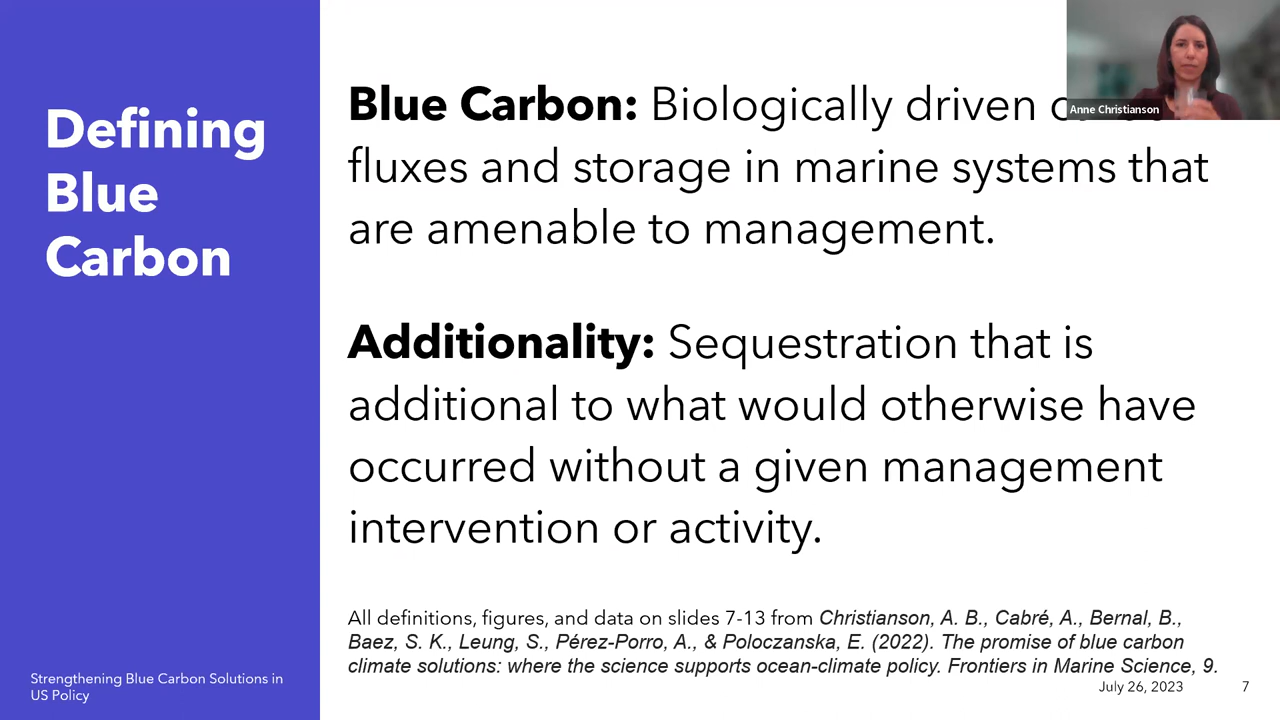 Defining
Blue
Carbon
Blue Carbon: Biologically driven
fluxes and storage in marine systems that
are amenable to management.
Additionality: Sequestration that is
additional to what would otherwise have
occurred without a given management
intervention or activity.
All definitions, figures, and data on slides 7-13 from Christianson, A. B., Cabré, A., Bernal, B.,
Baez, S. K., Leung, S., Pérez-Porro, A., & Poloczanska, E. (2022). The promise of blue carbon
climate solutions: where the science supports ocean-climate policy. Frontiers in Marine Science, 9.
Strengthening Blue Carbon Solutions in
US Policy
July 26, 2023
7
Anne Christianson